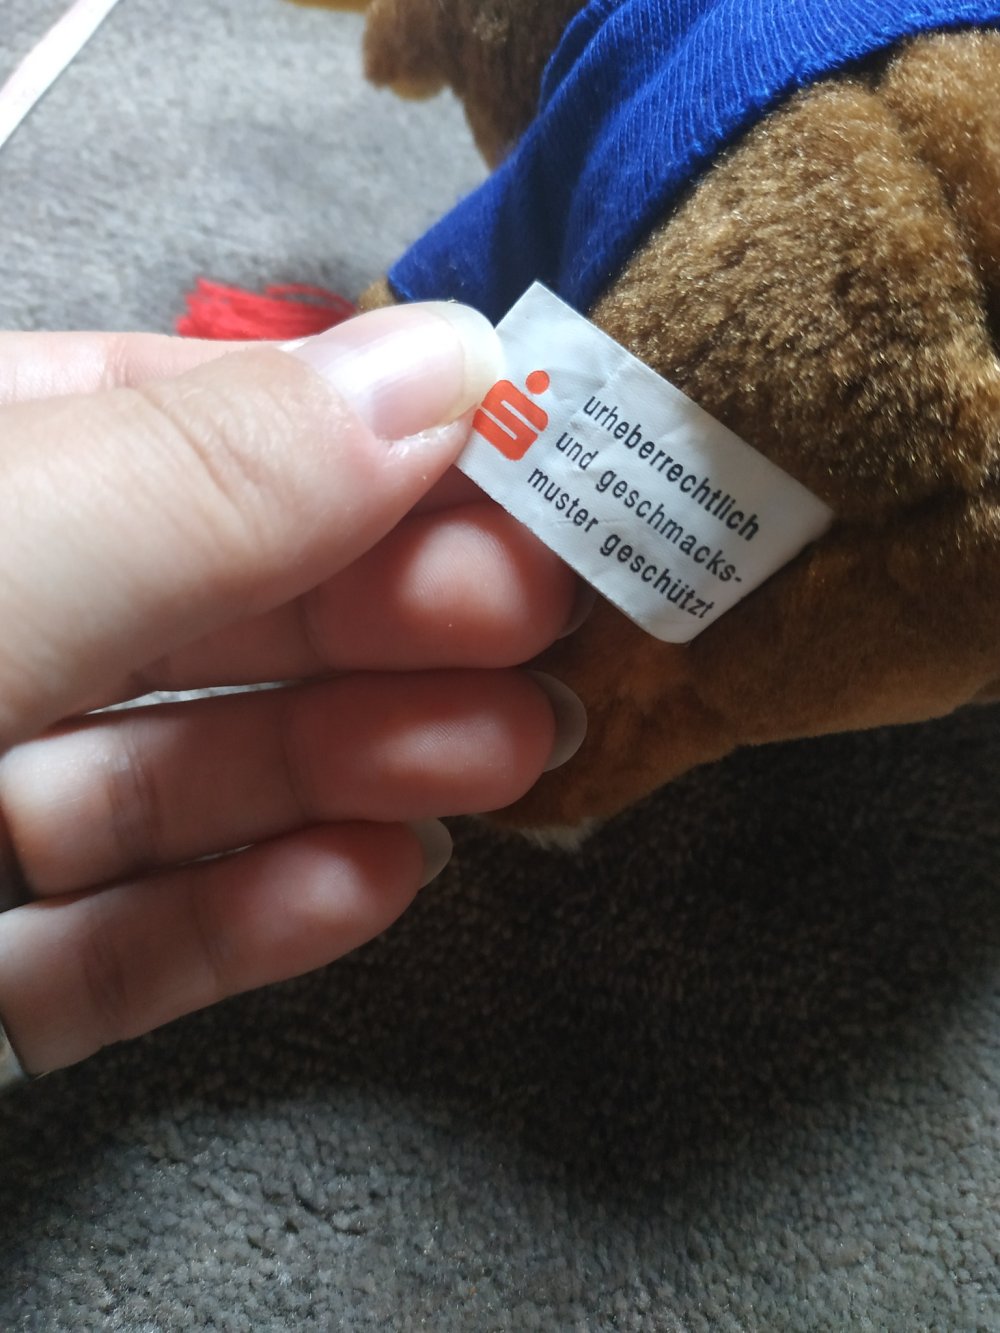 urheberrechtlich
und geschmacks-
muster geschützt